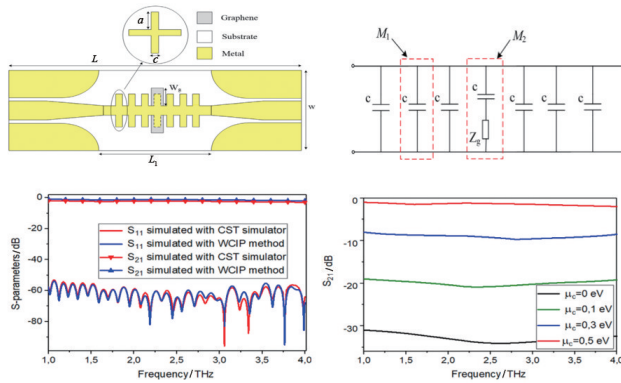 Graphene
Substrate
Metal
a
c
L
W
L₁
M₁
M₂
c
c
c
c
c
c
c
Z_g
S-parameters/dB
0
-20
-40
-60
-80
S₁₁ simulated with CST simulator
S₁₁ simulated with WCIP method
S₂₁ simulated with CST simulator
S₂₁ simulated with WCIP method
1,0 1,5 2,0 2,5 3,0 3,5 4,0
Frequency/THz
S₂₁/dB
0
-10
-20
-30
μc=0 eV
μc=0,1 eV
μc=0,3 eV
μc=0,5 eV
1,0 1,5 2,0 2,5 3,0 3,5 4,0
Frequency/THz